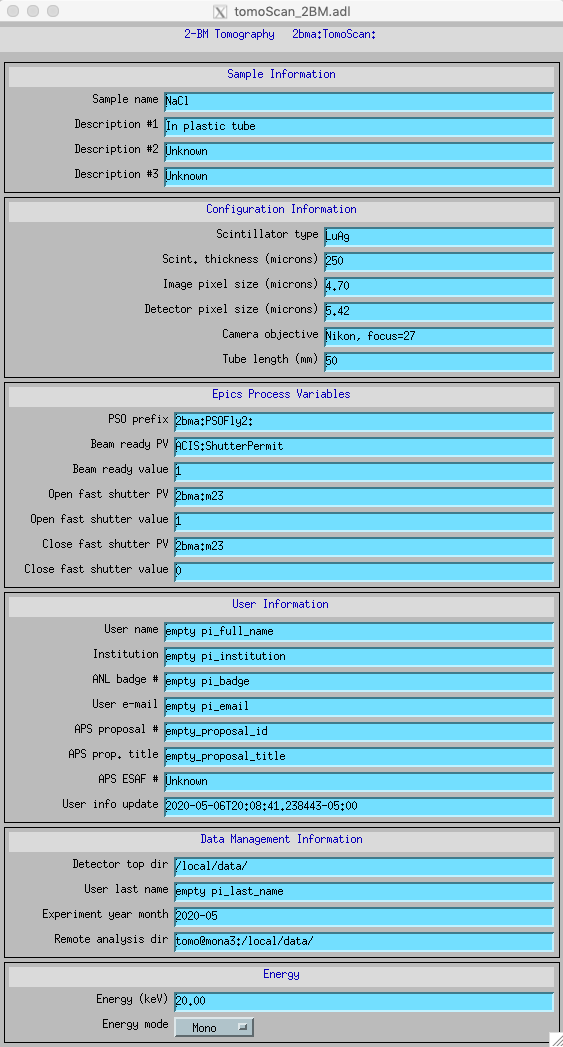 tomoScan_2BM.adl
2-BM Tomography 2bma:TomoScan:
Sample Information
Sample name NaCl
Description #1 In plastic tube
Description #2 Unknown
Description #3 Unknown
Configuration Information
Scintillator type LuAg
Scint. thickness (microns) 250
Image pixel size (microns) 4.70
Detector pixel size (microns) 5.42
Camera objective Nikon, focus=27
Tube length (mm) 50
Epics Process Variables
PSO prefix 2bma:PSOFly2:
Beam ready PV ACIS:ShutterPermit
Beam ready value 1
Open fast shutter PV 2bma:m23
Open fast shutter value 1
Close fast shutter PV 2bma:m23
Close fast shutter value 0
User Information
User name empty pi_full_name
Institution empty pi_institution
ANL badge # empty pi_badge
User e-mail empty pi_email
APS proposal # empty_proposal_id
APS prop. title empty_proposal_title
APS ESAF # Unknown
User info update 2020-05-06T20:08:41.238443-05:00
Data Management Information
Detector top dir /local/data/
User last name empty pi_last_name
Experiment year month 2020-05
Remote analysis dir tomo@mona3:/local/data/
Energy
Energy (keV) 20.00
Energy mode Mono